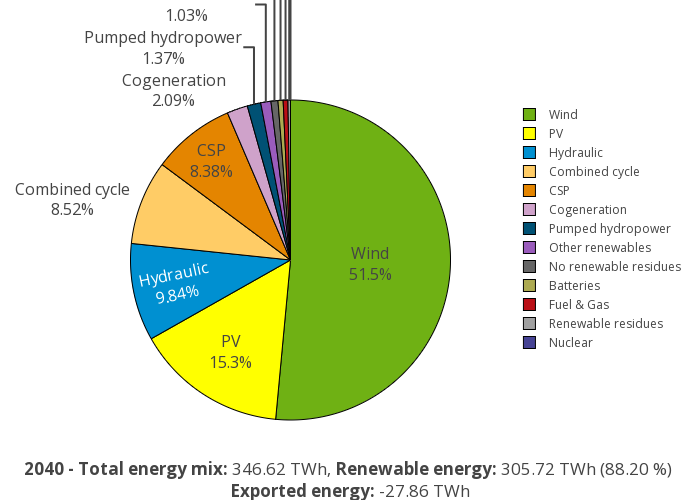 1.03%
Pumped hydropower
1.37%
Cogeneration
2.09%
CSP
8.38%
Combined cycle
8.52%
Hydraulic
9.84%
PV
15.3%
Wind
51.5%
Wind
PV
Hydraulic
Combined cycle
CSP
Cogeneration
Pumped hydropower
Other renewables
No renewable residues
Batteries
Fuel & Gas
Renewable residues
Nuclear
2040 - Total energy mix: 346.62 TWh, Renewable energy: 305.72 TWh (88.20 %)
Exported energy: -27.86 TWh